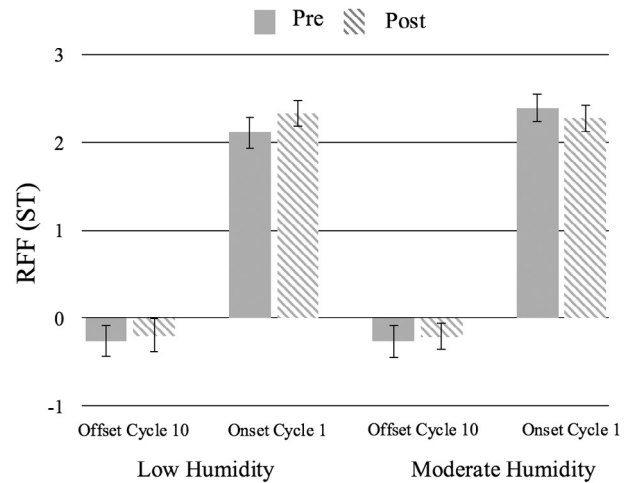 Pre Post
3
2
1
0
-1
RFF (ST)
Offset Cycle 10 Onset Cycle 1 Offset Cycle 10 Onset Cycle 1
Low Humidity Moderate Humidity